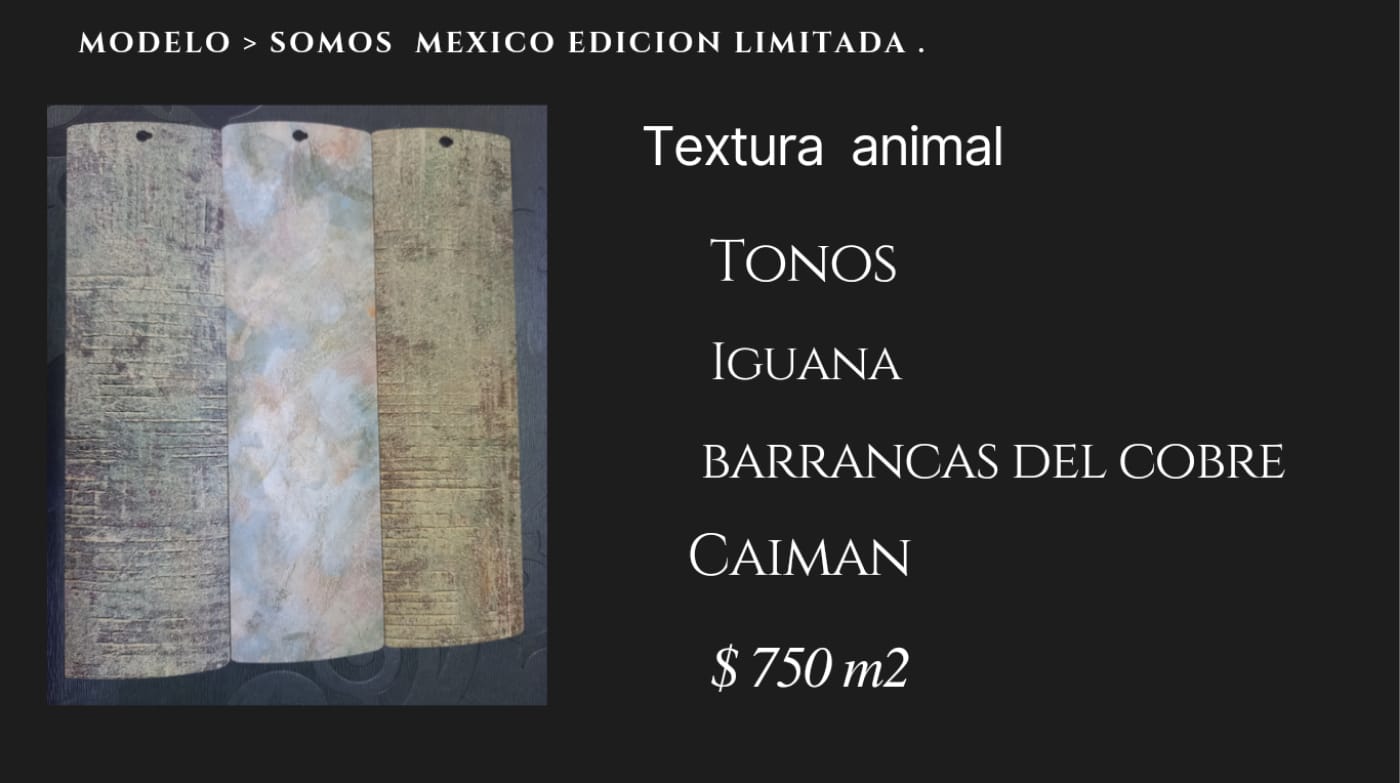 MODELO > SOMOS MEXICO EDICION LIMITADA .
Textura animal
TONOS
IGUANA
BARRANCAS DEL COBRE
CAIMAN
$ 750 m2